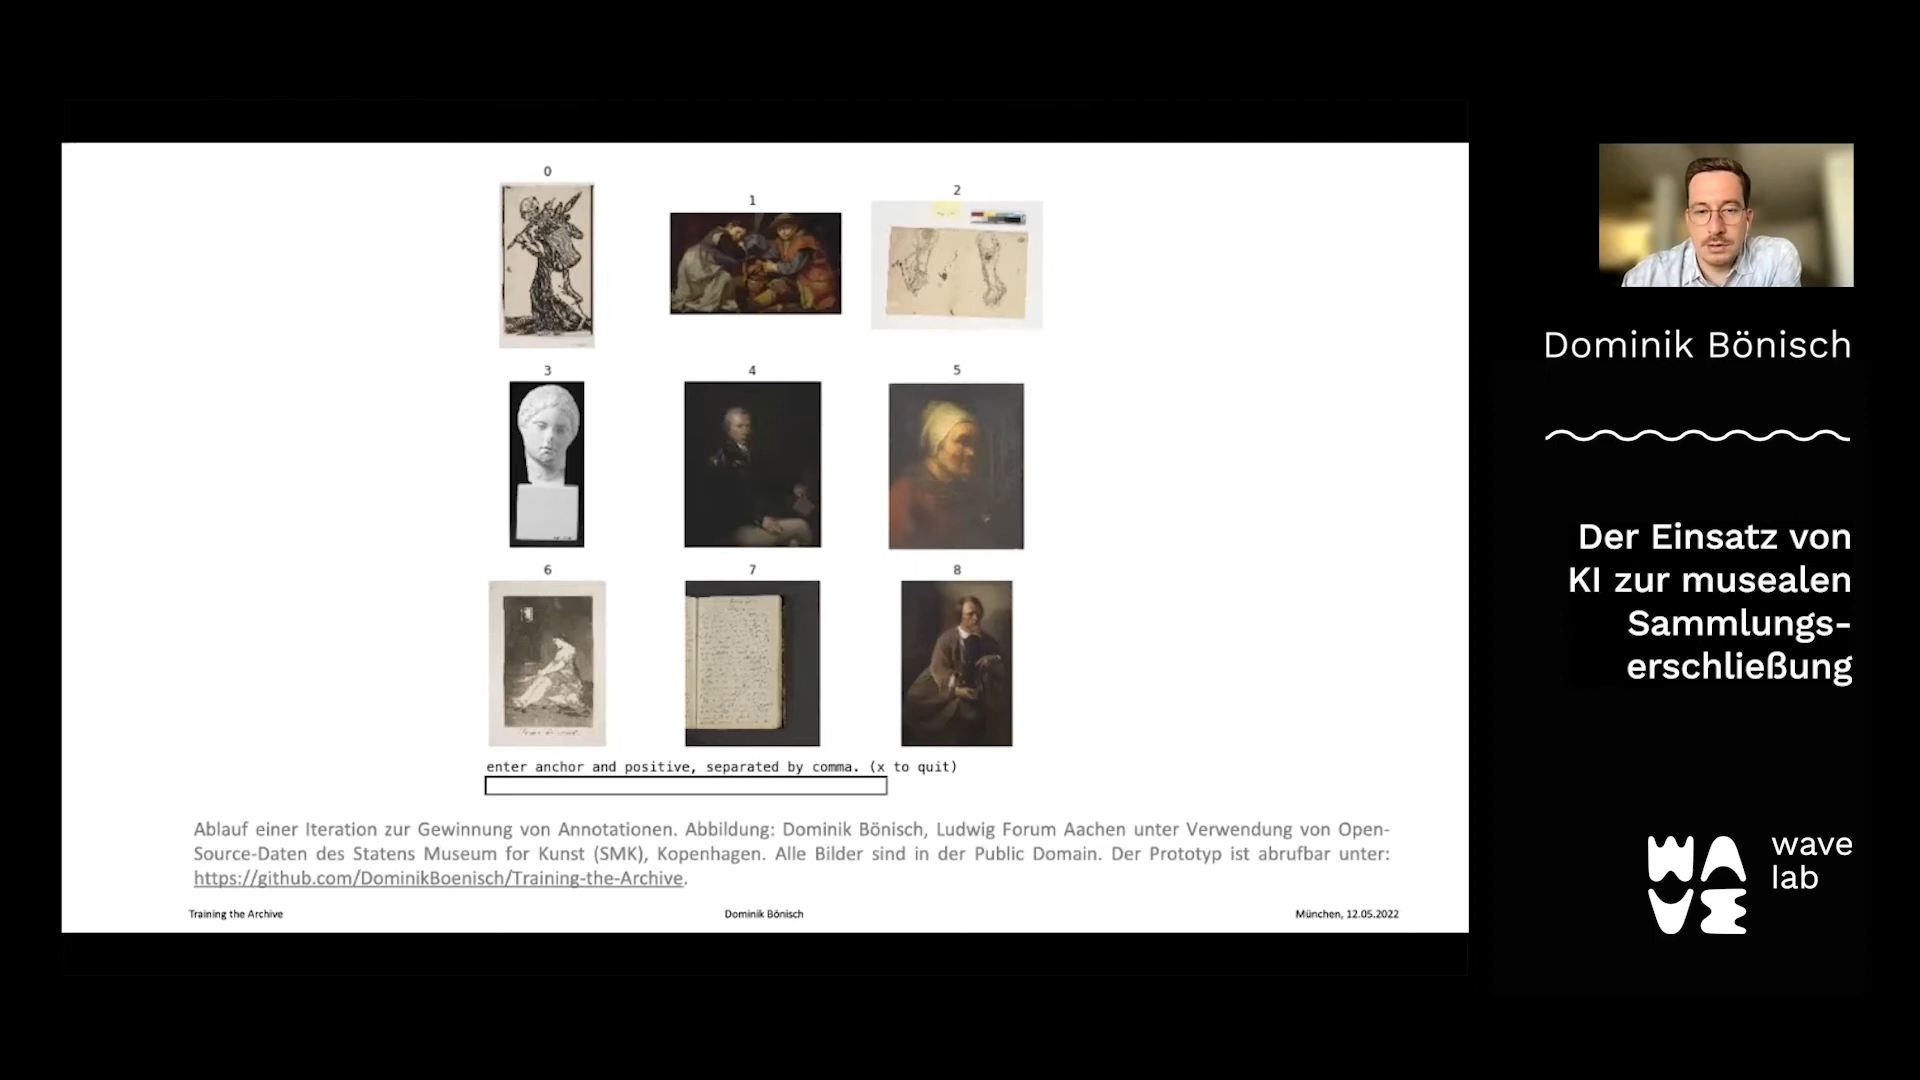 0
1
2
3
4
5
6
7
8
enter anchor and positive, separated by comma. (x to quit)
Ablauf einer Iteration zur Gewinnung von Annotationen. Abbildung: Dominik Bönisch, Ludwig Forum Aachen unter Verwendung von Open-
Source-Daten des Statens Museum for Kunst (SMK), Kopenhagen. Alle Bilder sind in der Public Domain. Der Prototyp ist abrufbar unter:
https://github.com/DominikBoenisch/Training-the-Archive.
Training the Archive
Dominik Bönisch
München, 12.05.2022
Dominik Bönisch
Der Einsatz von
KI zur musealen
Sammlungs-
erschließung
WAVE
wave
lab